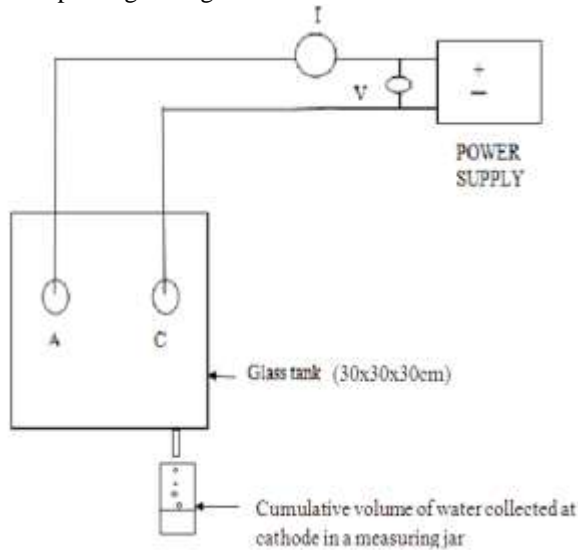 I
+
−
V
POWER
SUPPLY
A
C
Glass tank (30x30x30cm)
Cumulative volume of water collected at
cathode in a measuring jar